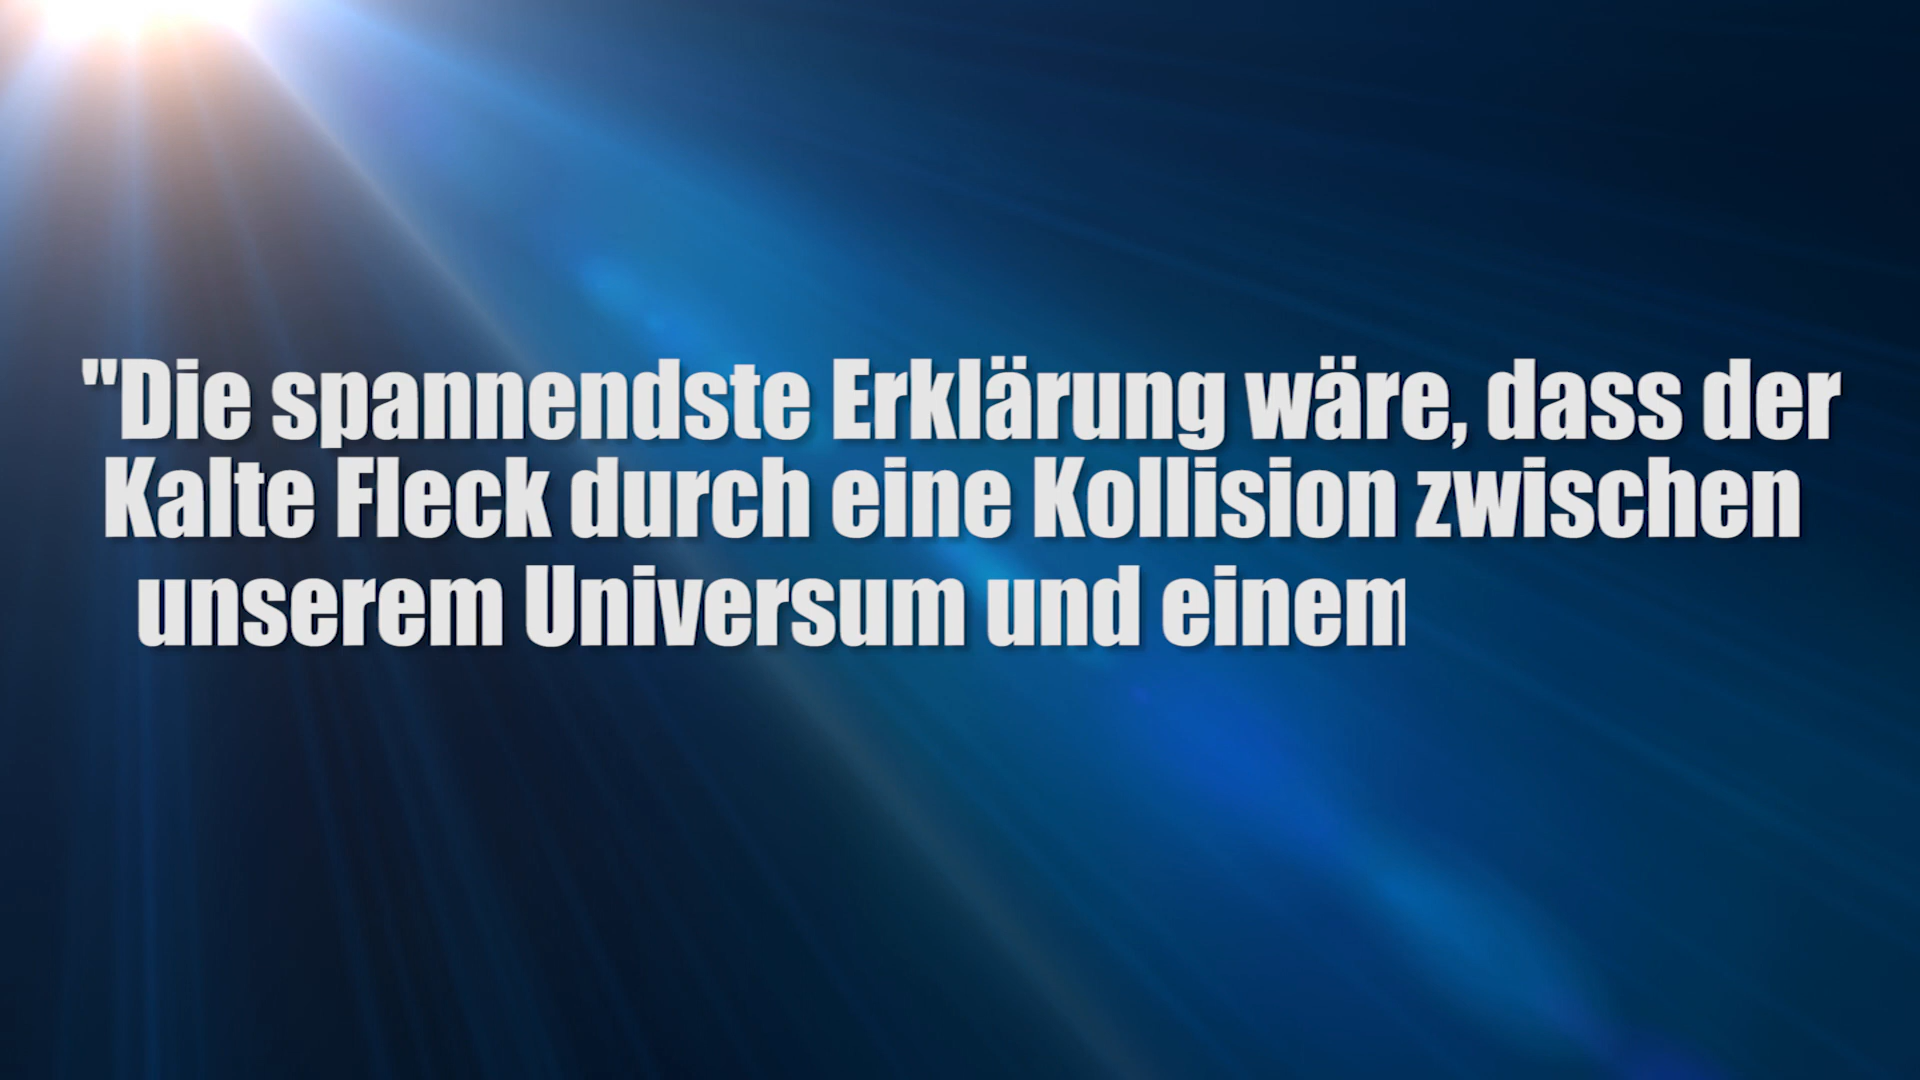 "Die spannendste Erklärung wäre, dass der
Kalte Fleck durch eine Kollision zwischen
unserem Universum und einem